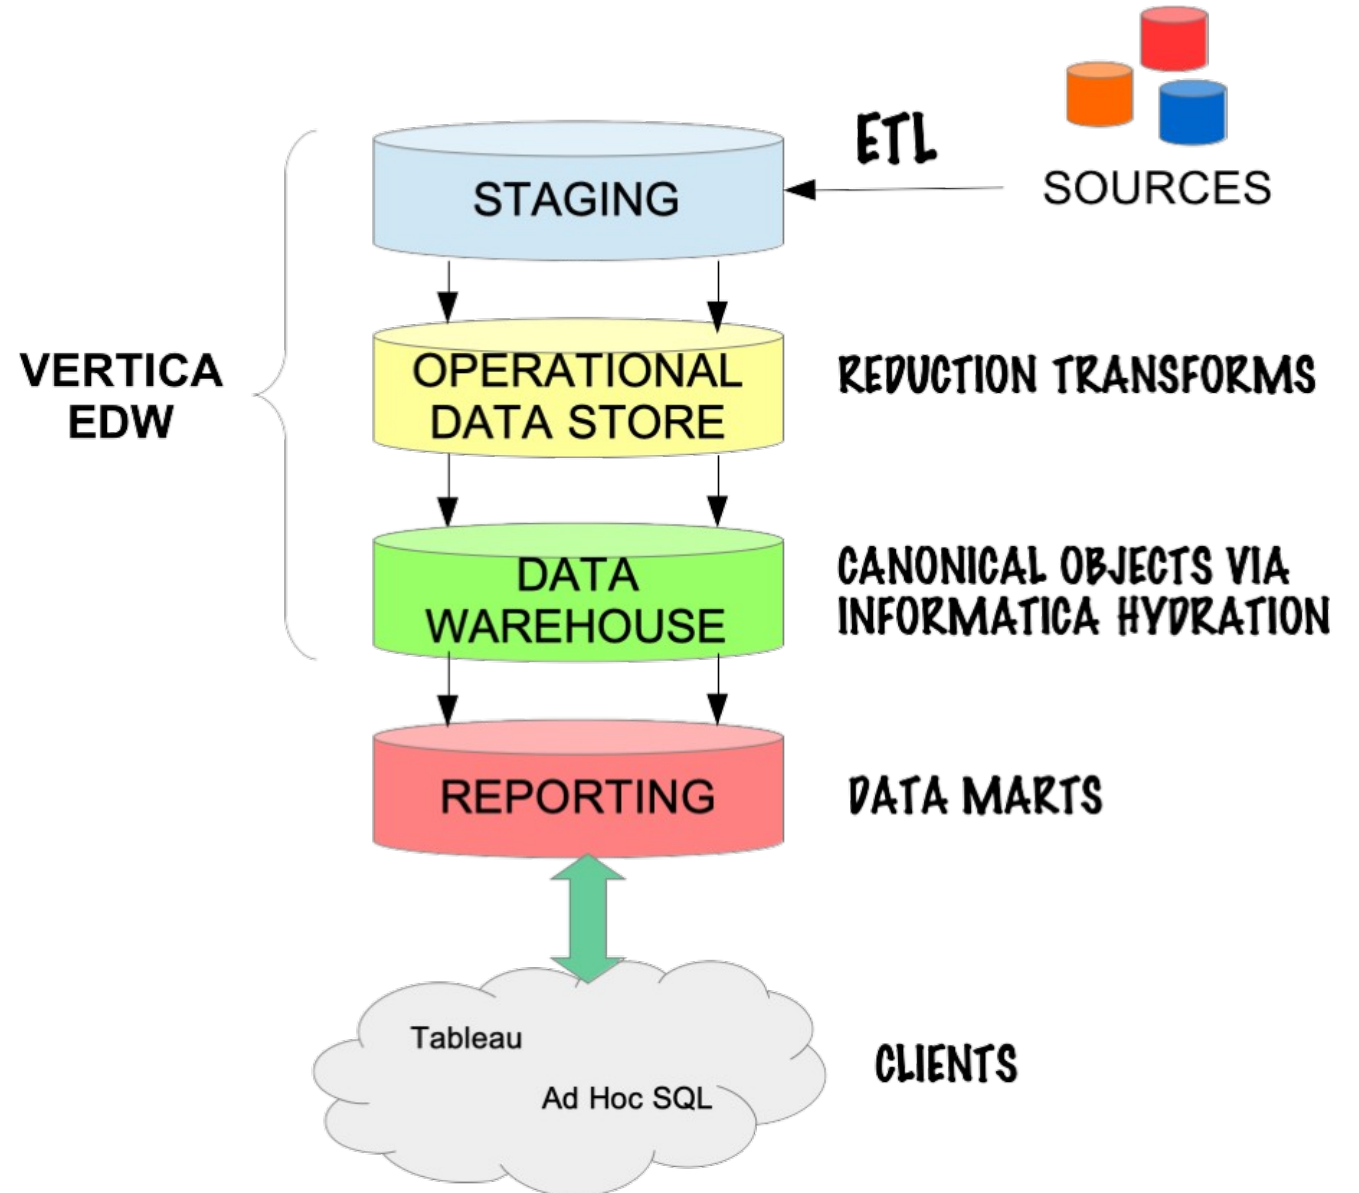 ETL
SOURCES
STAGING
VERTICA
EDW
OPERATIONAL
DATA STORE
REDUCTION TRANSFORMS
DATA
WAREHOUSE
CANONICAL OBJECTS VIA
INFORMATICA HYDRATION
REPORTING
DATA MARTS
Tableau
Ad Hoc SQL
CLIENTS